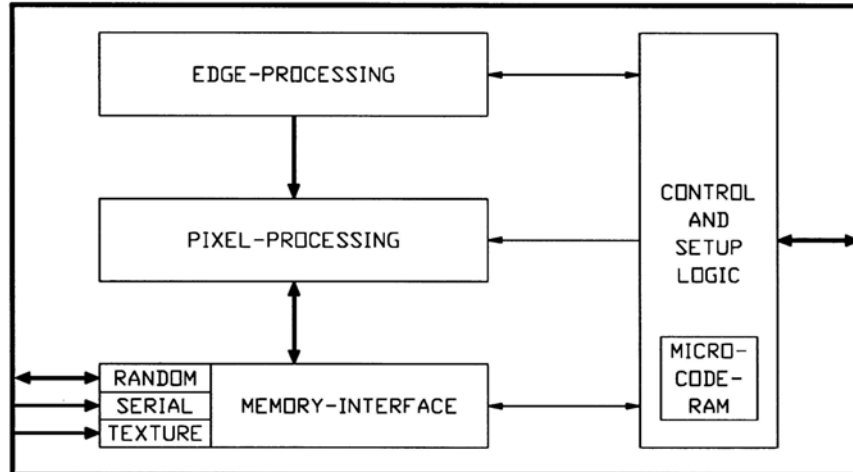 EDGE-PROCESSING
PIXEL-PROCESSING
RANDOM
SERIAL
TEXTURE
MEMORY-INTERFACE
CONTROL
AND
SETUP
LOGIC
MICRO-
CODE-
RAM